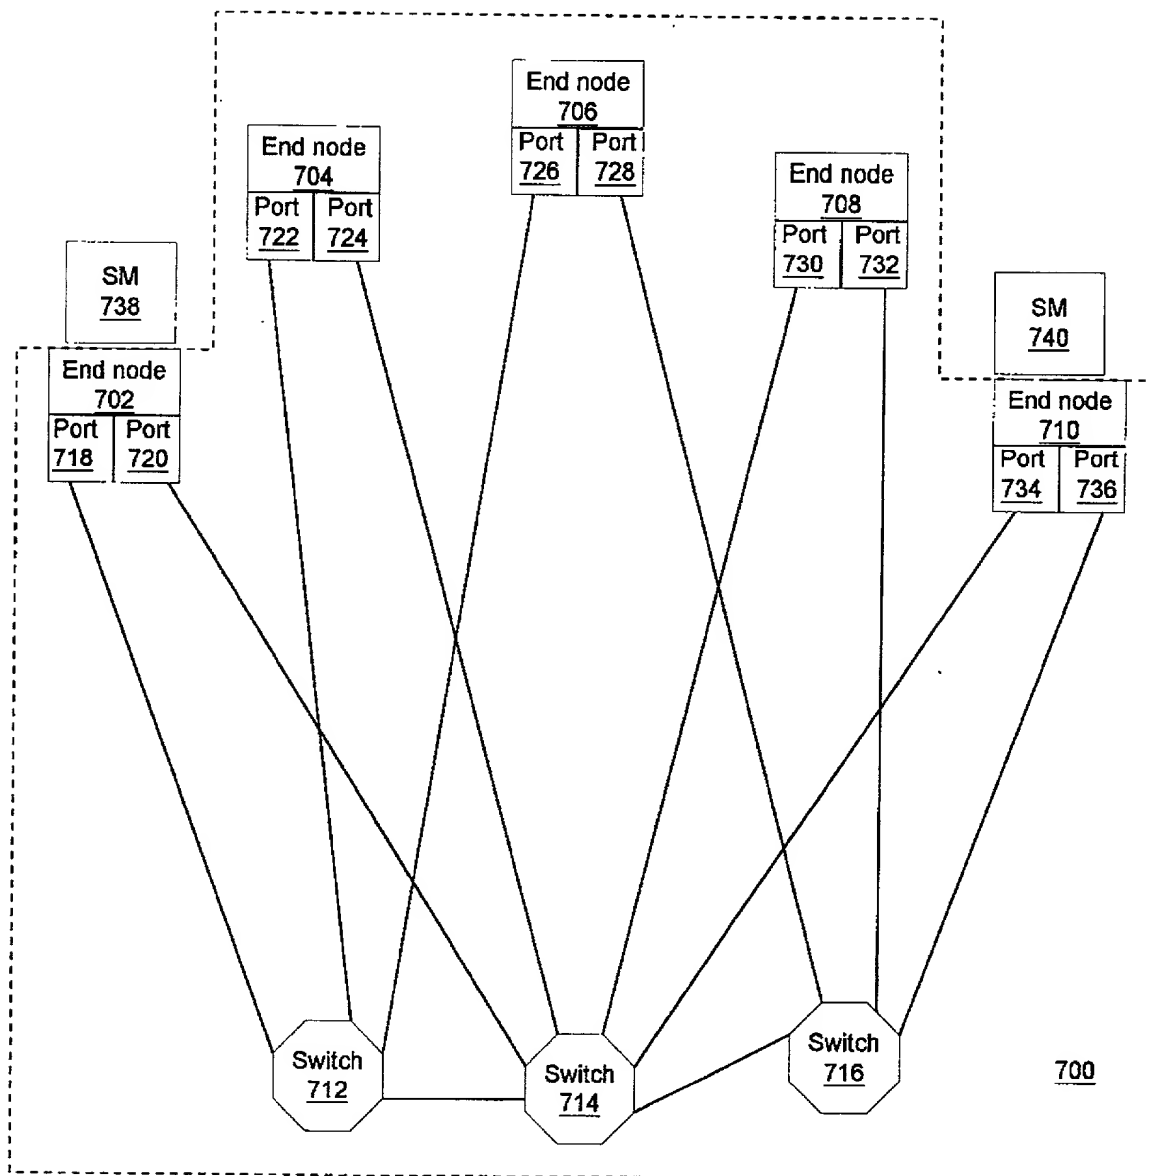 End node
706
Port
726
Port
728
End node
704
Port
722
Port
724
End node
708
Port
730
Port
732
SM
738
SM
740
End node
702
Port
718
Port
720
End node
710
Port
734
Port
736
Switch
712
Switch
714
Switch
716
700